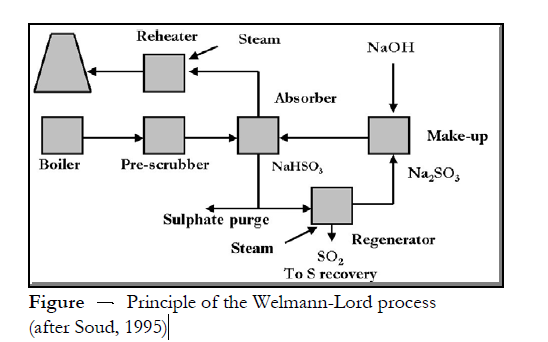 Reheater
Steam
NaOH
Absorber
Make-up
Boiler
Pre-scrubber
NaHSO₃
Na₂SO₃
Sulphate purge
Steam
Regenerator
SO₂
To S recovery
Figure — Principle of the Welmann-Lord process
(after Soud, 1995)